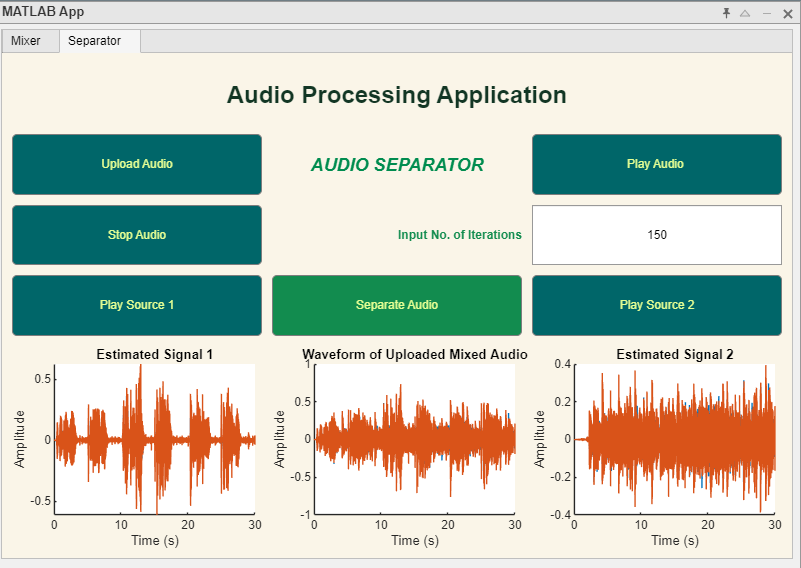 MATLAB App
Mixer Separator
Audio Processing Application
Upload Audio AUDIO SEPARATOR Play Audio
Stop Audio Input No. of Iterations 150
Play Source 1 Separate Audio Play Source 2
Estimated Signal 1
0.5
0
-0.5
Amplitude
0 10 20 30
Time (s)
Waveform of Uploaded Mixed Audio
1
0.5
0
-0.5
-1
Amplitude
0 10 20 30
Time (s)
Estimated Signal 2
0.4
0.2
0
-0.2
-0.4
Amplitude
0 10 20 30
Time (s)